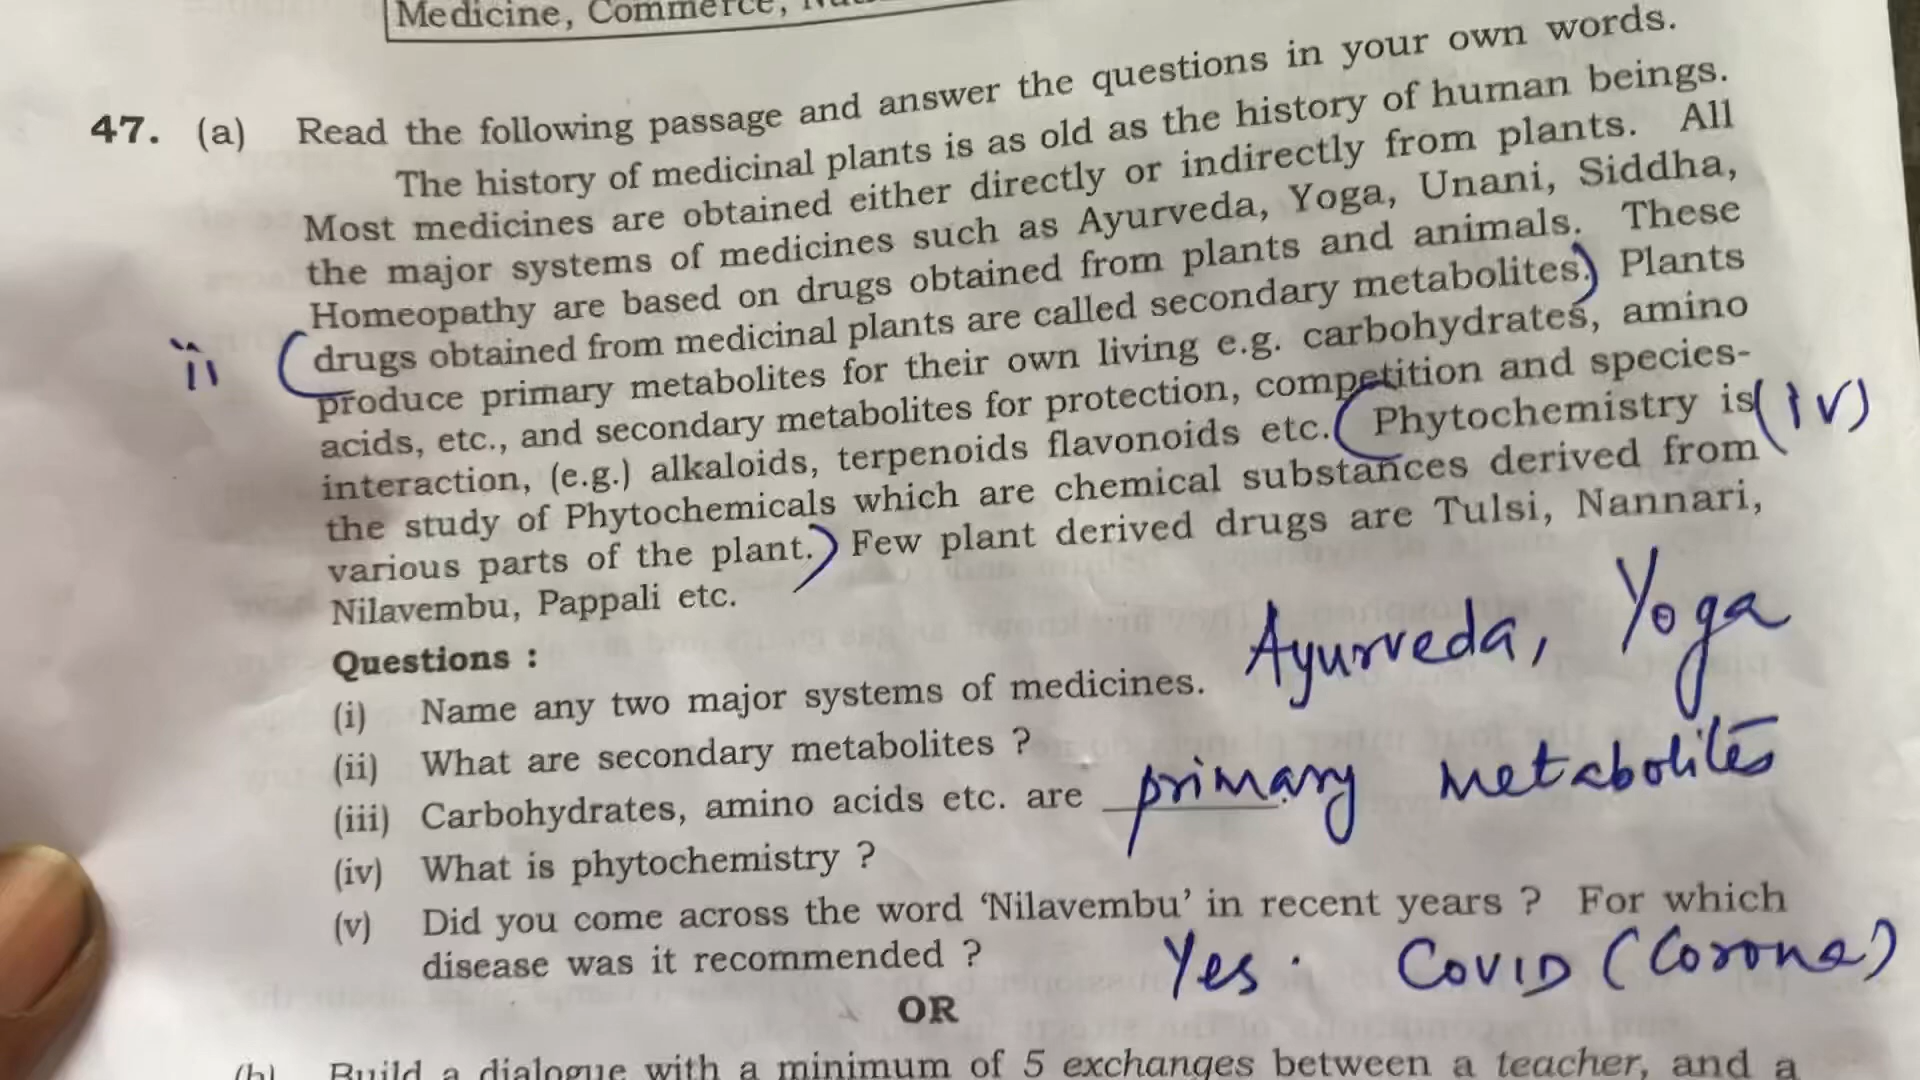 Medicine, Commerce,
47. (a) Read the following passage and answer the questions in your own words.
The history of medicinal plants is as old as the history of human beings.
Most medicines are obtained either directly or indirectly from plants. All
the major systems of medicines such as Ayurveda, Yoga, Unani, Siddha,
Homeopathy are based on drugs obtained from plants and animals. These
ii (drugs obtained from medicinal plants are called secondary metabolites.) Plants
produce primary metabolites for their own living e.g. carbohydrates, amino
acids, etc., and secondary metabolites for protection, competition and species-
interaction, (e.g.) alkaloids, terpenoids flavonoids etc. (Phytochemistry is (iv)
the study of Phytochemicals which are chemical substances derived from
various parts of the plant.) Few plant derived drugs are Tulsi, Nannari,
Nilavembu, Pappali etc.
Questions :
(i) Name any two major systems of medicines. Ayurveda, Yoga
(ii) What are secondary metabolites ?
(iii) Carbohydrates, amino acids etc. are ______. primary metabolites
(iv) What is phytochemistry ?
(v) Did you come across the word ‘Nilavembu’ in recent years ? For which
disease was it recommended ? Yes. COVID (Corona)
OR
(b) Build a dialogue with a minimum of 5 exchanges between a teacher, and a